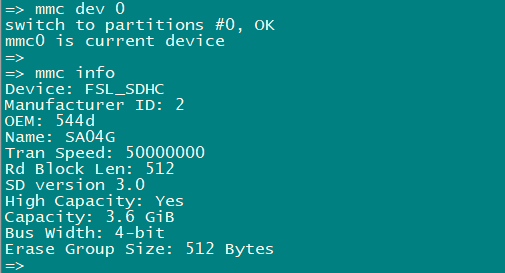 => mmc dev 0
switch to partitions #0, OK
mmc0 is current device
=>
=> mmc info
Device: FSL_SDHC
Manufacturer ID: 2
OEM: 544d
Name: SA04G
Tran Speed: 50000000
Rd Block Len: 512
SD version 3.0
High Capacity: Yes
Capacity: 3.6 GiB
Bus Width: 4-bit
Erase Group Size: 512 Bytes
=>